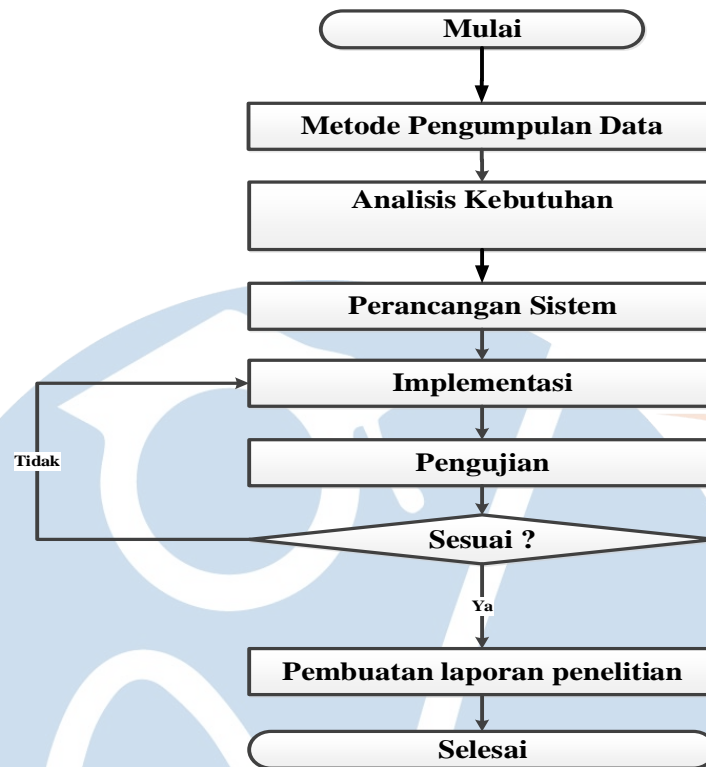 Mulai
Metode Pengumpulan Data
Analisis Kebutuhan
Perancangan Sistem
Implementasi
Pengujian
Tidak
Sesuai ?
Ya
Pembuatan laporan penelitian
Selesai